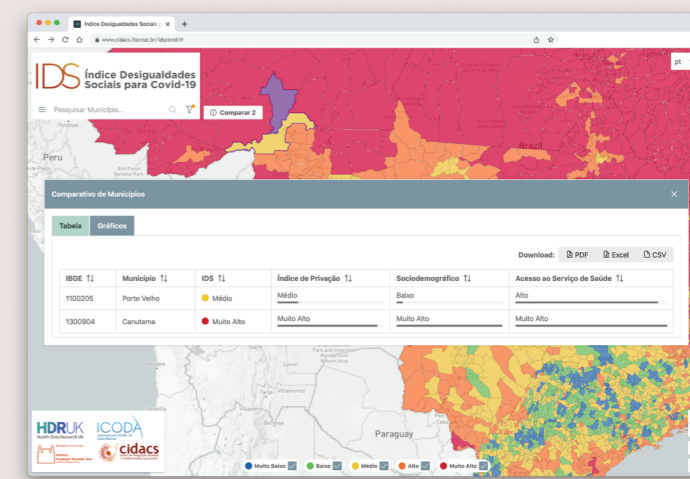 Índice Desigualdades Sociais
www.cidacs.fiocruz.br/idscovid19
IDS Índice Desigualdades
Sociais para Covid-19
pt
Pesquisar Município...
Comparar 2
Peru
Brazil
Comparativo de Municípios
Tabela Gráficos
Download: PDF Excel CSV
IBGE Município IDS Índice de Privação Sociodemográfico Acesso ao Serviço de Saúde
1100205 Porto Velho Médio Médio Baixo Alto
1300904 Canutama Muito Alto Muito Alto Muito Alto Muito Alto
Paraguay
HDRUK
Health Data Research UK
ICODA
cidacs
Muito Baixo Baixo Médio Alto Muito Alto